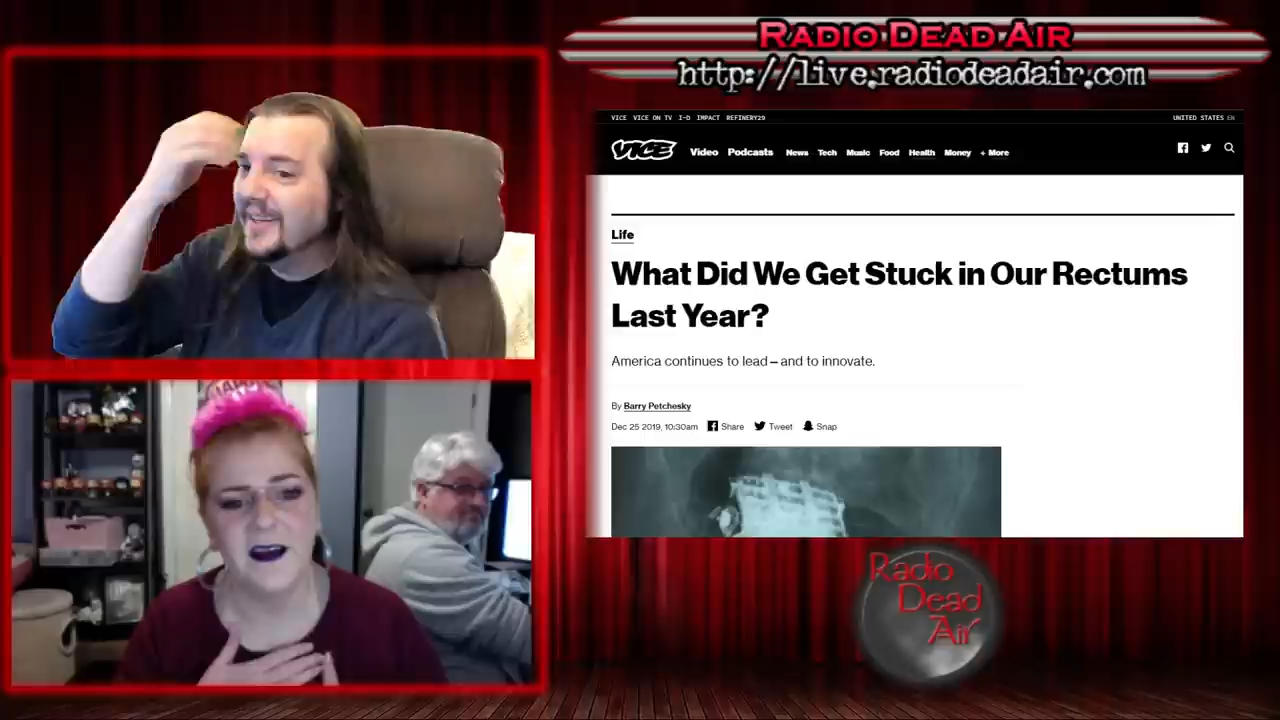 RADIO DEAD AIR
http://live.radiodeadair.com
VICE VICE ON TV I-D IMPACT REFINERY29 UNITED STATES EN
VICE Video Podcasts News Tech Music Food Health Money + More
Life
What Did We Get Stuck in Our Rectums
Last Year?
America continues to lead – and to innovate.
By Barry Petchesky
Dec 25 2019, 10:30am Share Tweet Snap
Radio
Dead
Air